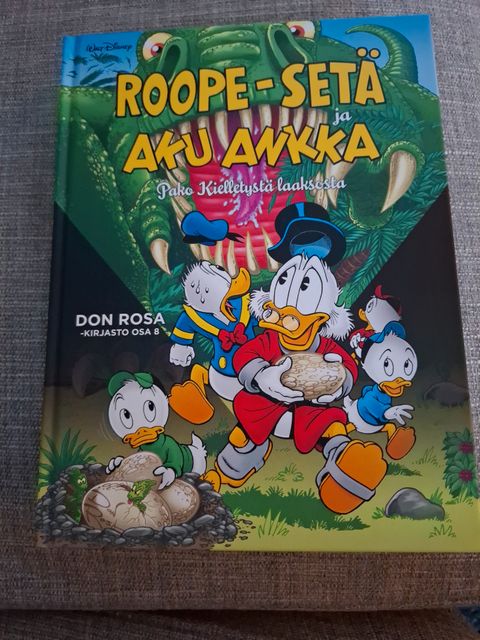 Walt Disney
ROOPE-SETÄ
ja
AKU ANKKA
Pako Kielletystä laaksosta
DON ROSA
-KIRJASTO OSA 8